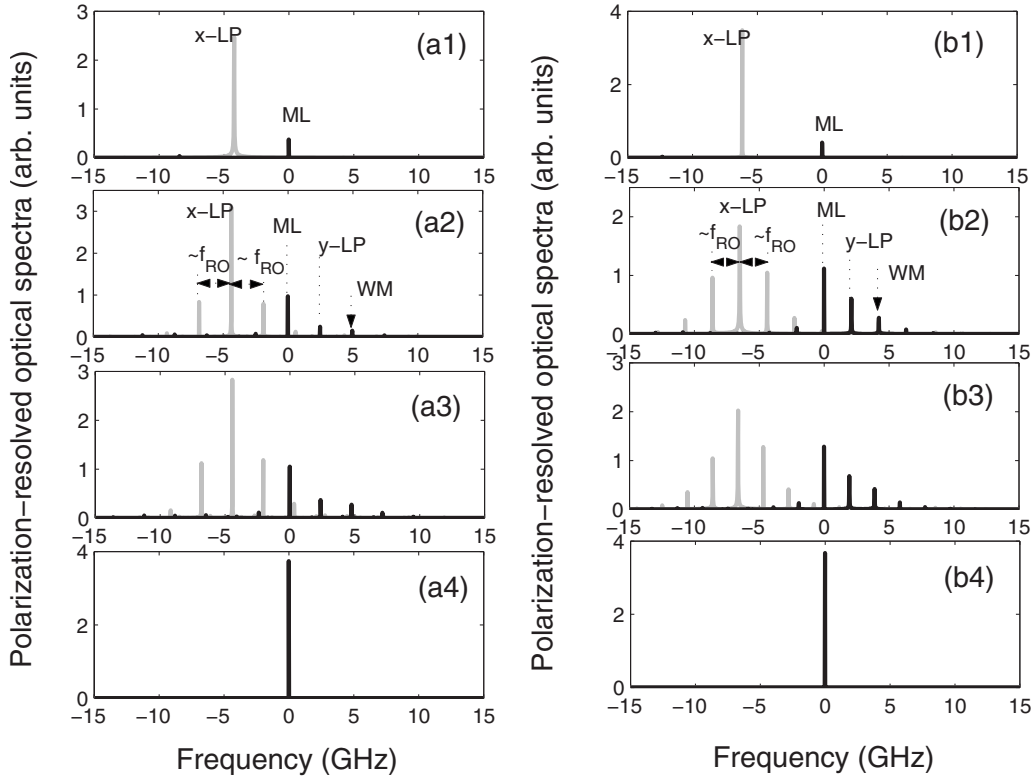 Polarization−resolved optical spectra (arb. units)
3
2
1
0
x−LP
ML
(a1)
−15 −10 −5 0 5 10 15
3
2
1
0
x−LP
~f_RO
~ f_RO
ML
y−LP
WM
(a2)
−15 −10 −5 0 5 10 15
3
2
1
0
(a3)
−15 −10 −5 0 5 10 15
4
2
0
(a4)
−15 −10 −5 0 5 10 15
Frequency (GHz)
Polarization−resolved optical spectra (arb. units)
4
2
0
x−LP
ML
(b1)
−15 −10 −5 0 5 10 15
2
1
0
x−LP
~f_RO
~f_RO
ML
y−LP
WM
(b2)
−15 −10 −5 0 5 10 15
3
2
1
0
(b3)
−15 −10 −5 0 5 10 15
4
2
0
(b4)
−15 −10 −5 0 5 10 15
Frequency (GHz)